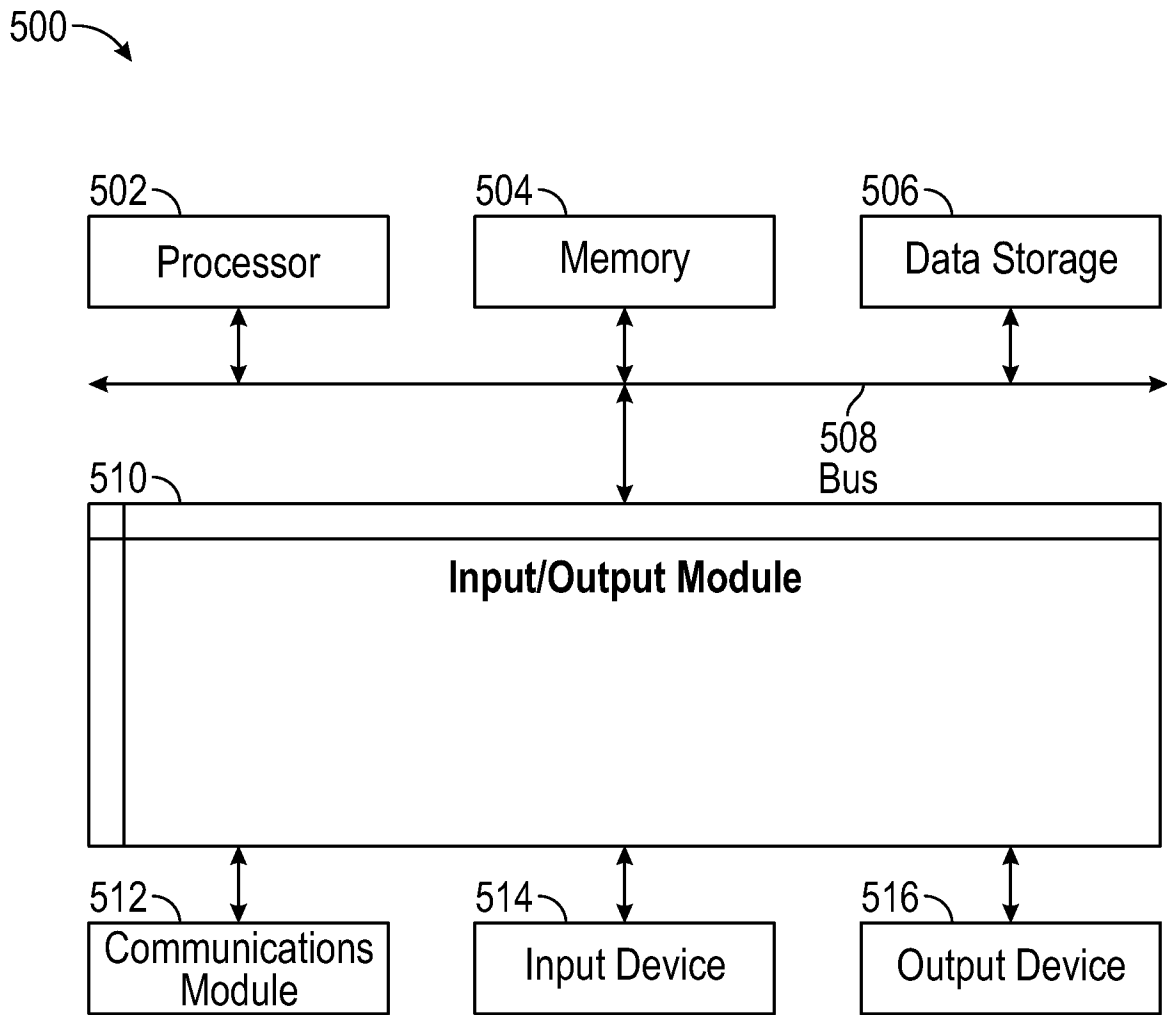 500
502
504
506
Processor
Memory
Data Storage
508
Bus
510
Input/Output Module
512
514
516
Communications
Module
Input Device
Output Device